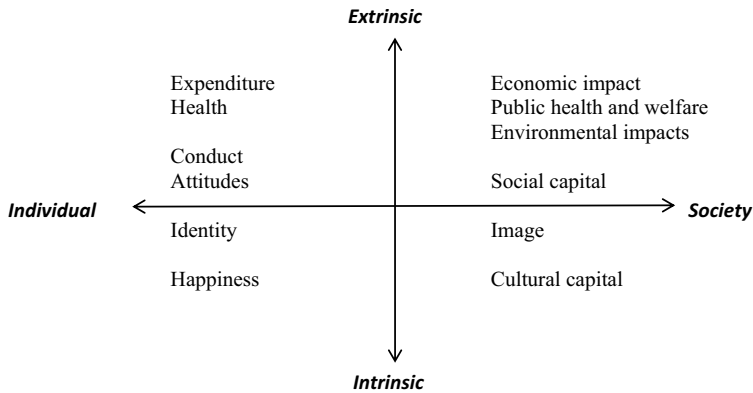 Extrinsic
Expenditure
Health
Conduct
Attitudes
Economic impact
Public health and welfare
Environmental impacts
Social capital
Individual
Society
Identity
Happiness
Image
Cultural capital
Intrinsic